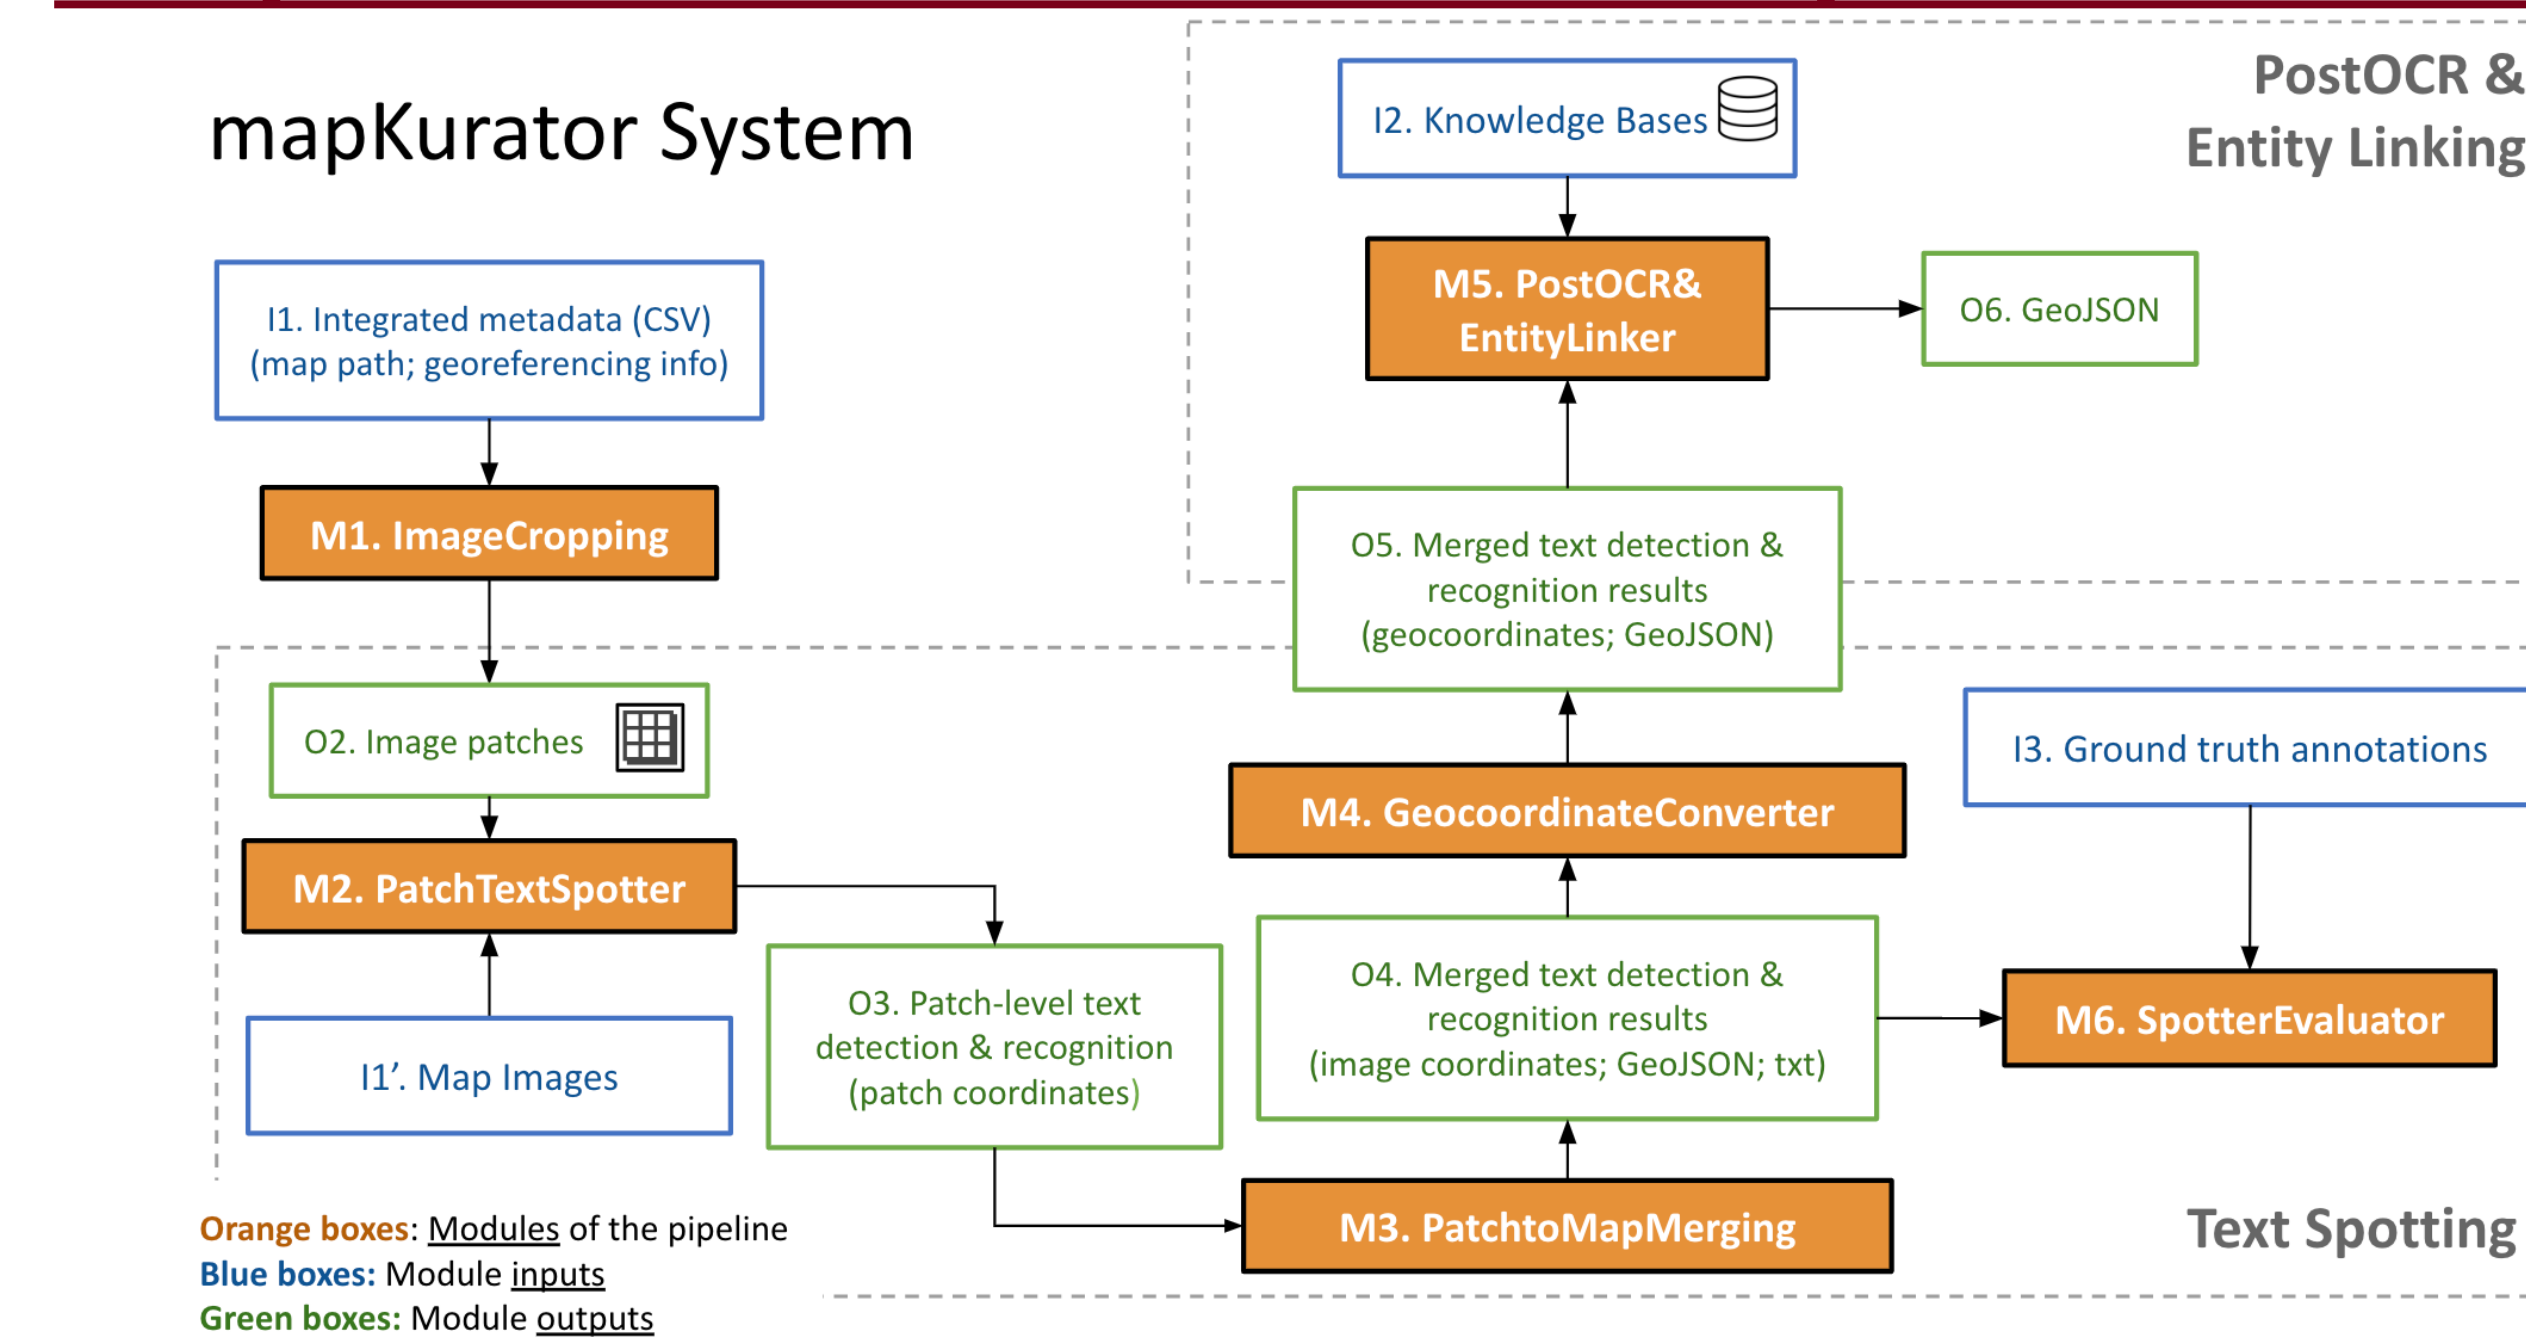 mapKurator System
PostOCR &
Entity Linking
I2. Knowledge Bases
I1. Integrated metadata (CSV)
(map path; georeferencing info)
M5. PostOCR&
EntityLinker
O6. GeoJSON
M1. ImageCropping
O5. Merged text detection &
recognition results
(geocoordinates; GeoJSON)
O2. Image patches
I3. Ground truth annotations
M4. GeocoordinateConverter
M2. PatchTextSpotter
O3. Patch-level text
detection & recognition
(patch coordinates)
O4. Merged text detection &
recognition results
(image coordinates; GeoJSON; txt)
M6. SpotterEvaluator
I1’. Map Images
M3. PatchtoMapMerging
Text Spotting
Orange boxes: Modules of the pipeline
Blue boxes: Module inputs
Green boxes: Module outputs